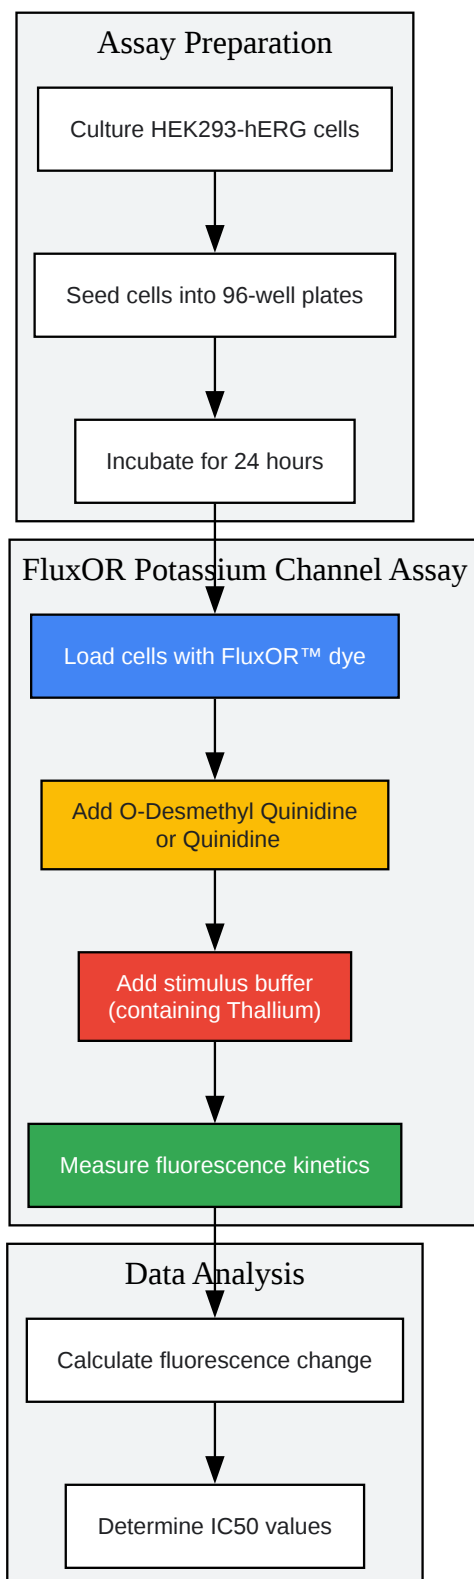 Assay Preparation
Culture HEK293-hERG cells
Seed cells into 96-well plates
Incubate for 24 hours
FluxOR Potassium Channel Assay
Load cells with FluxOR™ dye
Add O-Desmethyl Quinidine
or Quinidine
Add stimulus buffer
(containing Thallium)
Measure fluorescence kinetics
Data Analysis
Calculate fluorescence change
Determine IC50 values